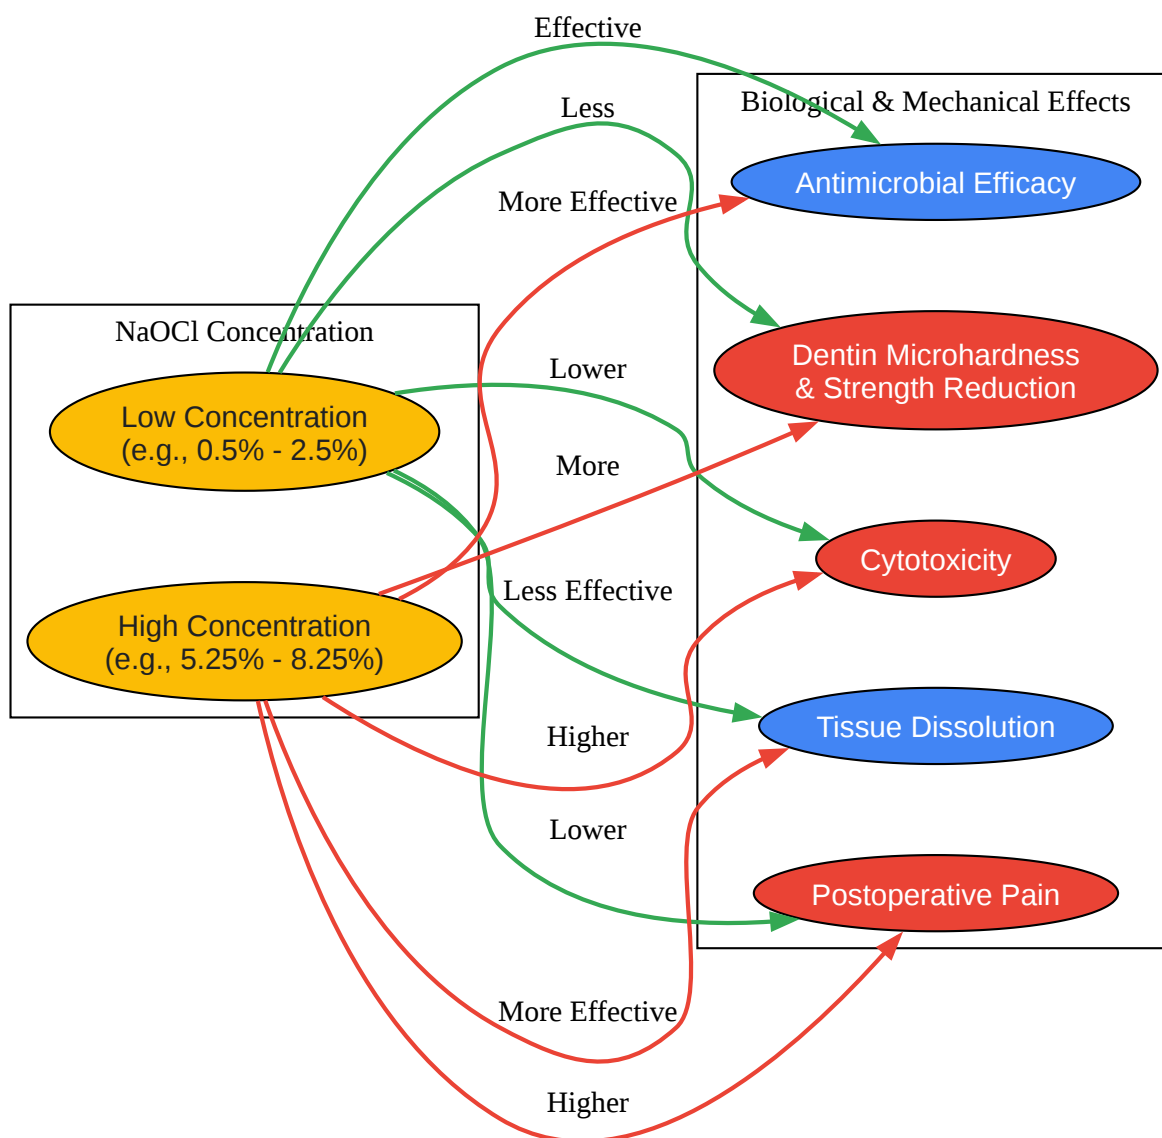 Effective
Less
Biological & Mechanical Effects
Antimicrobial Efficacy
More Effective
NaOCl Concentration
Dentin Microhardness
& Strength Reduction
Lower
Low Concentration
(e.g., 0.5% - 2.5%)
More
Cytotoxicity
Less Effective
High Concentration
(e.g., 5.25% - 8.25%)
Tissue Dissolution
Higher
Lower
Postoperative Pain
More Effective
Higher